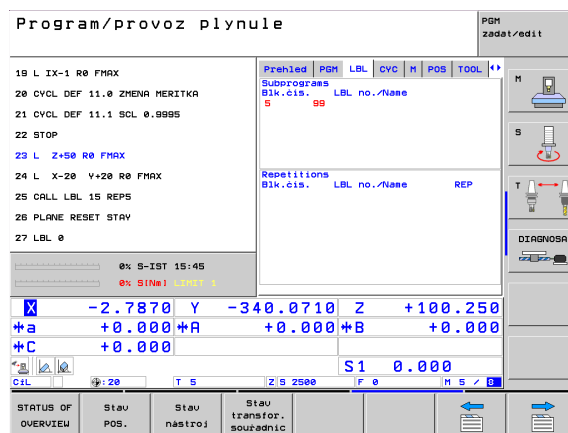 Program/provoz plynule
PGM
zadat/edit
19 L IX-1 R0 FMAX
20 CYCL DEF 11.0 ZMENA MERITKA
21 CYCL DEF 11.1 SCL 0.9995
22 STOP
23 L Z+50 R0 FMAX
24 L X-20 Y+20 R0 FMAX
25 CALL LBL 15 REP5
26 PLANE RESET STAY
27 LBL 0
Prehled PGM LBL CYC M POS TOOL
Subprograms
Blk.čís. LBL no./Name
5 99
Repetitions
Blk.čís. LBL no./Name REP
M
S
T
DIAGNOSA
0% S-IST 15:45
0% S[Nm] LIMIT 1
X -2.7870 Y -340.0710 Z +100.250
a +0.000 A +0.000 B +0.000
C +0.000
S1 0.000
CíL : 20 T 5 Z S 2500 F 0 M 5 / 8
STATUS OF
OVERVIEW
Stav
POS.
Stav
nástroj
Stav
transfor.
souřadnic